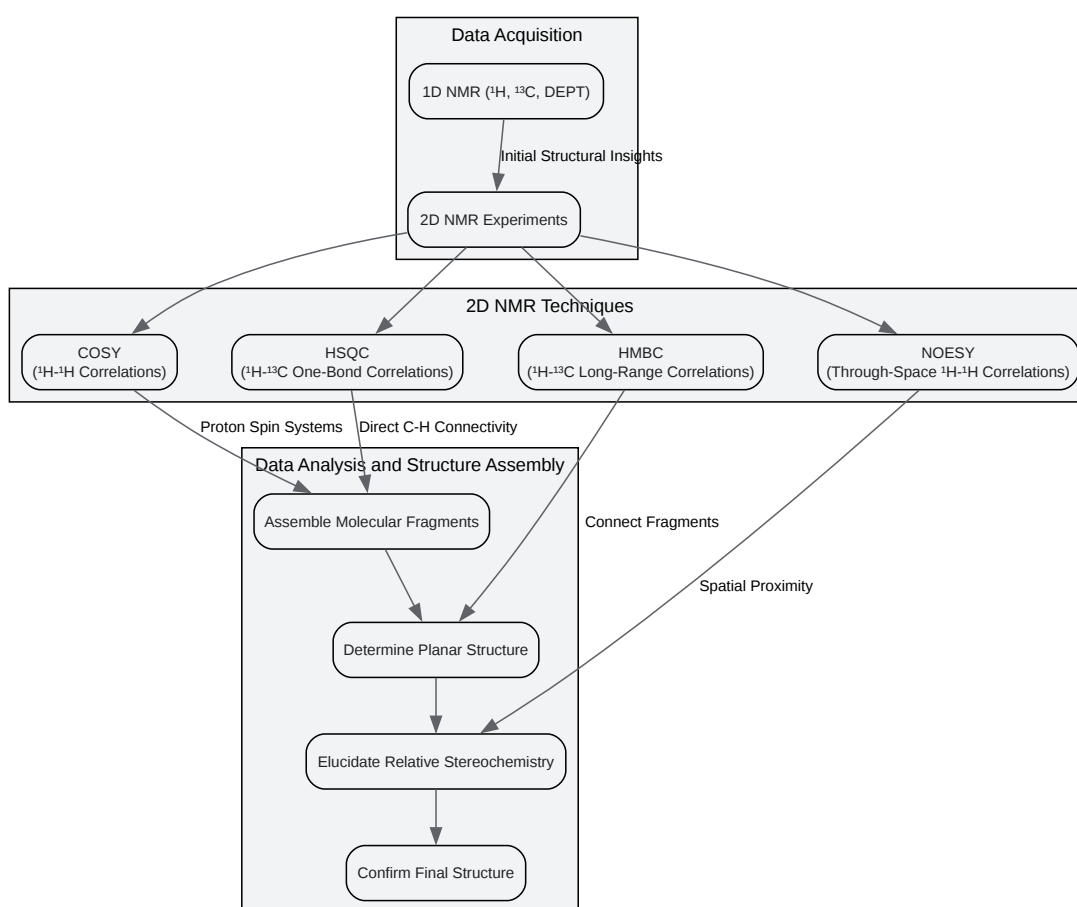 Data Acquisition
1D NMR (¹H, ¹³C, DEPT)
Initial Structural Insights
2D NMR Experiments
2D NMR Techniques
COSY
(¹H-¹H Correlations)
HSQC
(¹H-¹³C One-Bond Correlations)
HMBC
(¹H-¹³C Long-Range Correlations)
NOESY
(Through-Space ¹H-¹H Correlations)
Proton Spin Systems
Direct C-H Connectivity
Data Analysis and Structure Assembly
Assemble Molecular Fragments
Connect Fragments
Spatial Proximity
Determine Planar Structure
Elucidate Relative Stereochemistry
Confirm Final Structure